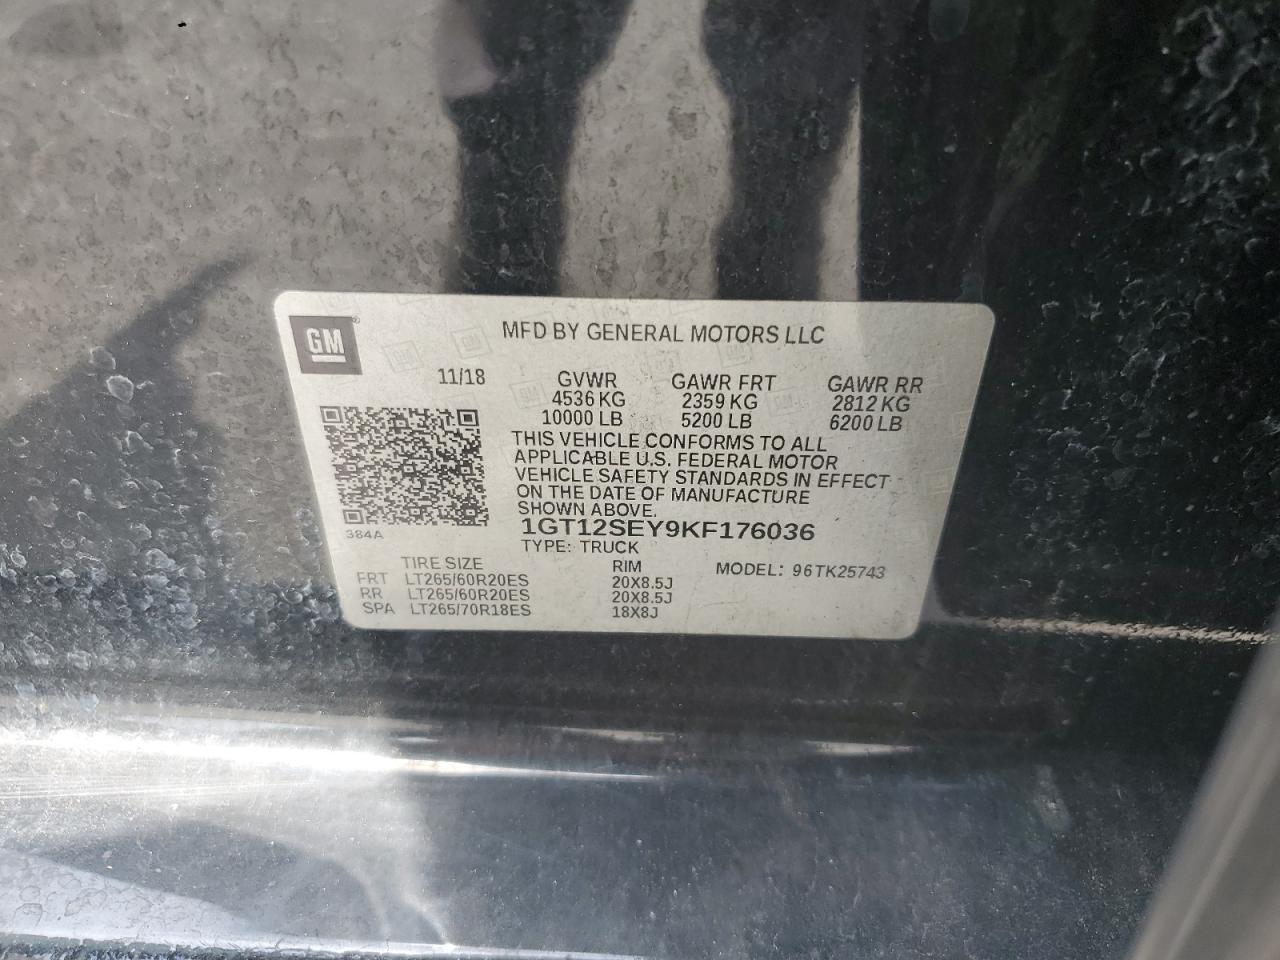 GM
MFD BY GENERAL MOTORS LLC
11/18 GVWR GAWR FRT GAWR RR
4536 KG 2359 KG 2812 KG
10000 LB 5200 LB 6200 LB
THIS VEHICLE CONFORMS TO ALL
APPLICABLE U.S. FEDERAL MOTOR
VEHICLE SAFETY STANDARDS IN EFFECT
ON THE DATE OF MANUFACTURE
SHOWN ABOVE.
384A
1GT12SEY9KF176036
TYPE: TRUCK
TIRE SIZE RIM MODEL: 96TK25743
FRT LT265/60R20ES 20X8.5J
RR LT265/60R20ES 20X8.5J
SPA LT265/70R18ES 18X8J